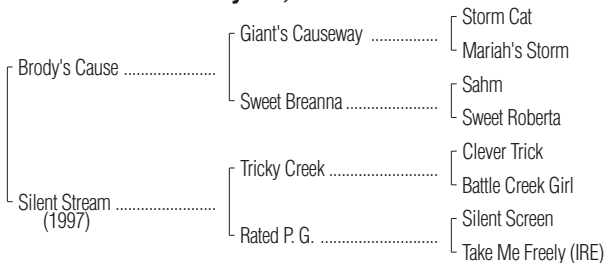 Storm Cat
Giant's Causeway ................
Mariah's Storm
Brody's Cause ......................
Sahm
Sweet Breanna ......................
Sweet Roberta
Clever Trick
Tricky Creek ..........................
Battle Creek Girl
Silent Stream ........................
(1997)
Silent Screen
Rated P. G. ............................
Take Me Freely (IRE)